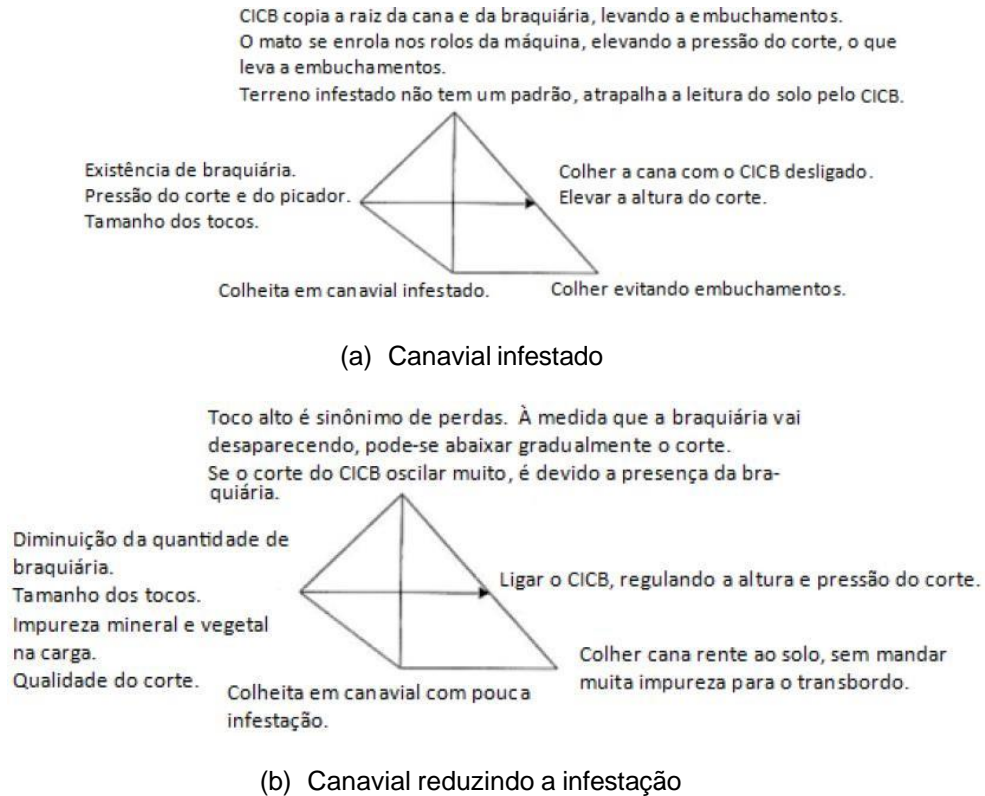 CICB copia a raiz da cana e da braquiária, levando a embuchamentos.
O mato se enrola nos rolos da máquina, elevando a pressão do corte, o que
leva a embuchamentos.
Terreno infestado não tem um padrão, atrapalha a leitura do solo pelo CICB.
Existência de braquiária.
Pressão do corte e do picador.
Tamanho dos tocos.
Colher a cana com o CICB desligado.
Elevar a altura do corte.
Colheita em canavial infestado.
Colher evitando embuchamentos.
(a) Canavial infestado
Toco alto é sinônimo de perdas. À medida que a braquiária vai
desaparecendo, pode-se abaixar gradualmente o corte.
Se o corte do CICB oscilar muito, é devido a presença da bra-
quiária.
Diminuição da quantidade de
braquiária.
Tamanho dos tocos.
Impureza mineral e vegetal
na carga.
Qualidade do corte.
Ligar o CICB, regulando a altura e pressão do corte.
Colheita em canavial com pouca
infestação.
Colher cana rente ao solo, sem mandar
muita impureza para o transbordo.
(b) Canavial reduzindo a infestação